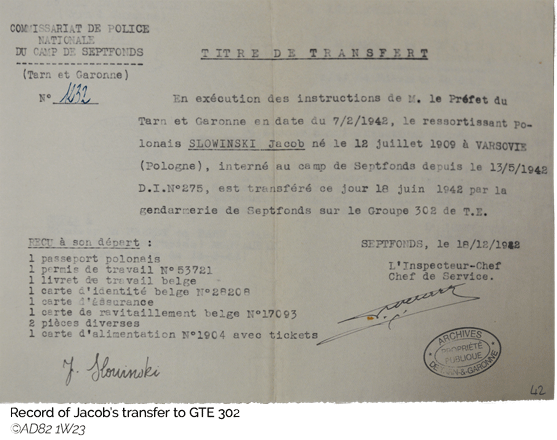 COMMISSARIAT DE POLICE
NATIONALE
DU CAMP DE SEPTFONDS
(Tarn et Garonne)
N° 1232
TITRE DE TRANSFERT
En exécution des instructions de M. le Préfet du
Tarn et Garonne en date du 7/2/1942, le ressortissant po-
lonais SLOWINSKI Jacob né le 12 juillet 1909 à VARSOVIE
(Pologne), interné au camp de Septfonds depuis le 13/5/1942
D.I.N°275, est transféré ce jour 18 juin 1942 par la
gendarmerie de Septfonds sur le Groupe 302 de T.E.
RECU à son départ :
1 passeport polonais
1 permis de travail N°53721
1 livret de travail belge
1 carte d'identité belge N°28208
1 carte d'Assurance
1 carte de ravitaillement belge N°17093
2 pièces diverses
1 carte d'alimentation N°1904 avec tickets
SEPTFONDS, le 18/12/1942
L'Inspecteur-Chef
Chef de Service.
J. Slowinski
ARCHIVES
PROPRIÉTÉ
PUBLIQUE
DE TARN-&-GARONNE
42
Record of Jacob's transfer to GTE 302
©AD82 1W23